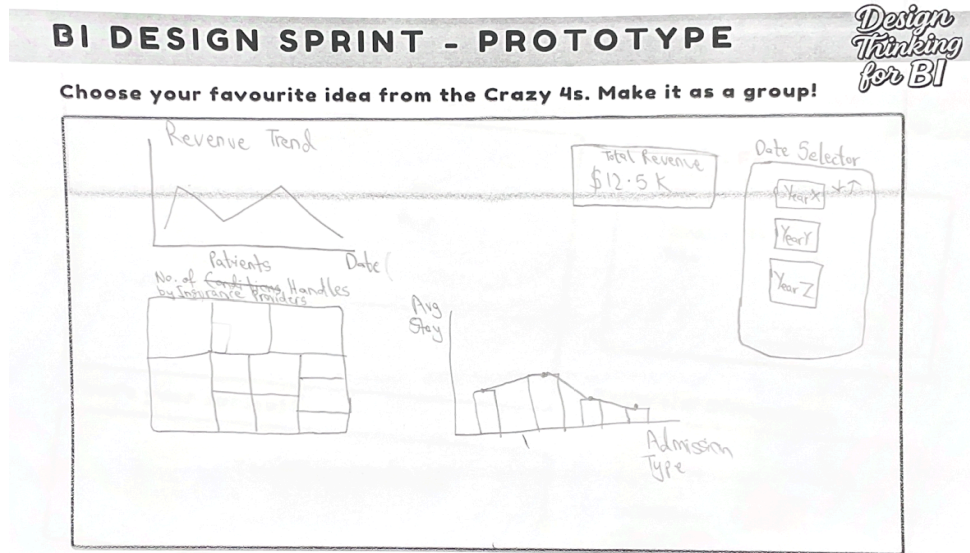 BI DESIGN SPRINT - PROTOTYPE
Design
Thinking
for BI
Choose your favourite idea from the Crazy 4s. Make it as a group!
Revenue Trend
Date
Total Revenue
$12.5 K
Date Selector
Year X
Year Y
Year Z
Patients
No. of Conditions Handles
by Insurance Providers
Avg
Stay
Admission
Type